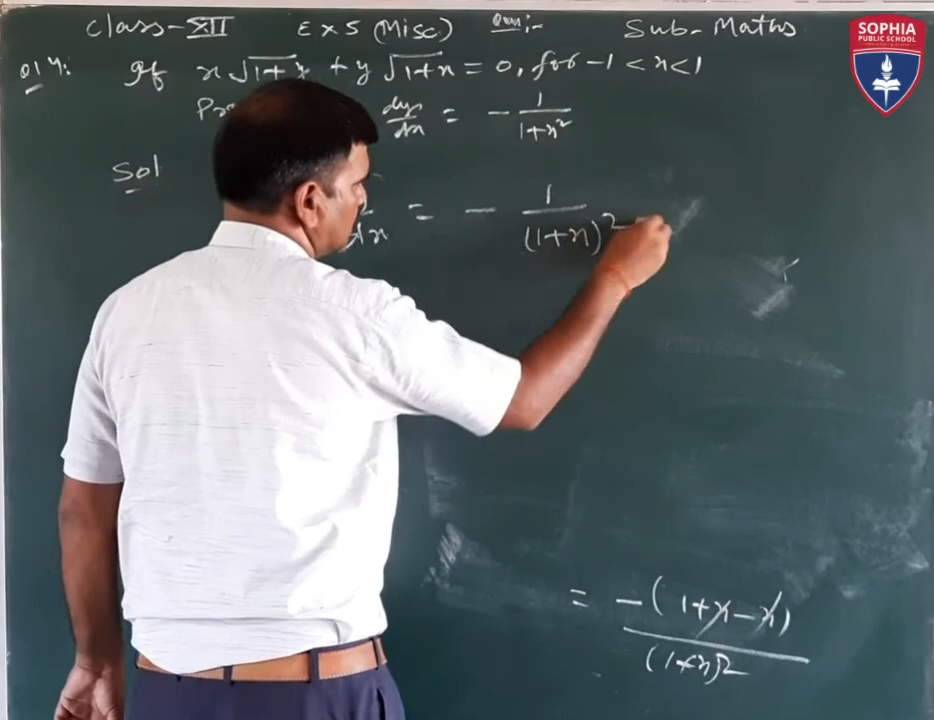 Class-XII Ex 5 (Misc) Sub- Maths
SOPHIA
PUBLIC SCHOOL
Q14: If x√1+y + y√1+x = 0, for -1 < x < 1
dy/dx = - 1/1+x²
Sol
dx = - 1/(1+x)²
= -(1+x-x)/(1+x)²